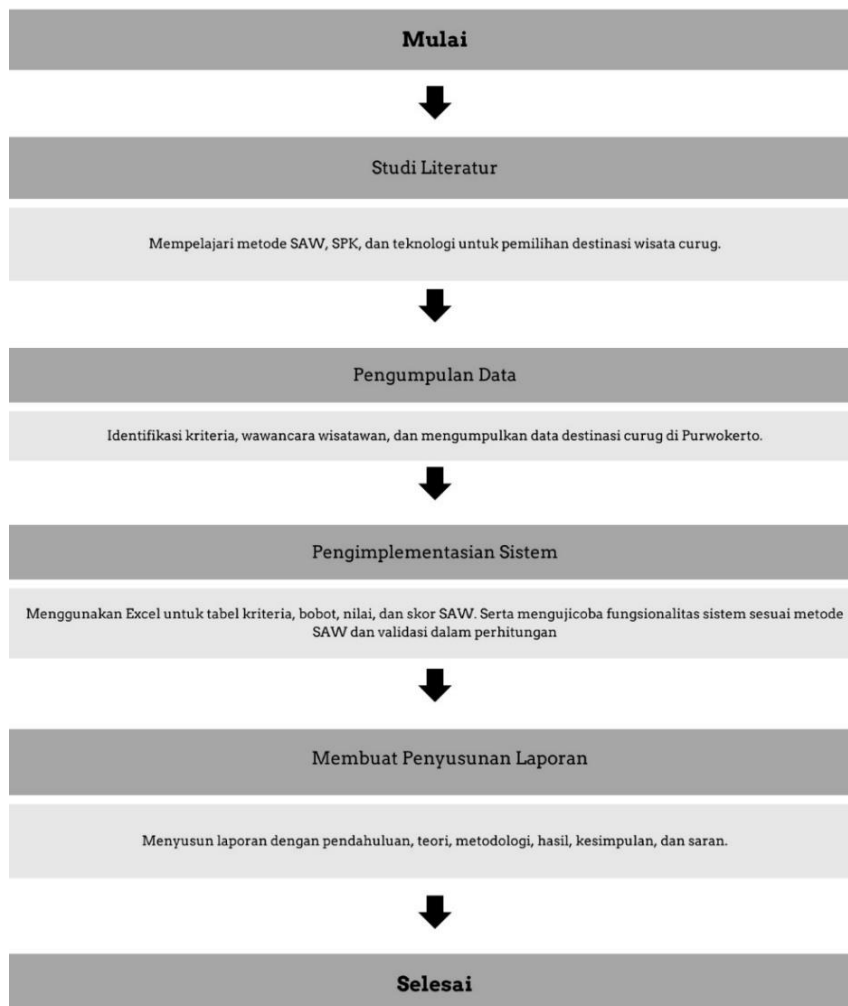 Mulai
Studi Literatur
Mempelajari metode SAW, SPK, dan teknologi untuk pemilihan destinasi wisata curug.
Pengumpulan Data
Identifikasi kriteria, wawancara wisatawan, dan mengumpulkan data destinasi curug di Purwokerto.
Pengimplementasian Sistem
Menggunakan Excel untuk tabel kriteria, bobot, nilai, dan skor SAW. Serta mengujicoba fungsionalitas sistem sesuai metode
SAW dan validasi dalam perhitungan
Membuat Penyusunan Laporan
Menyusun laporan dengan pendahuluan, teori, metodologi, hasil, kesimpulan, dan saran.
Selesai